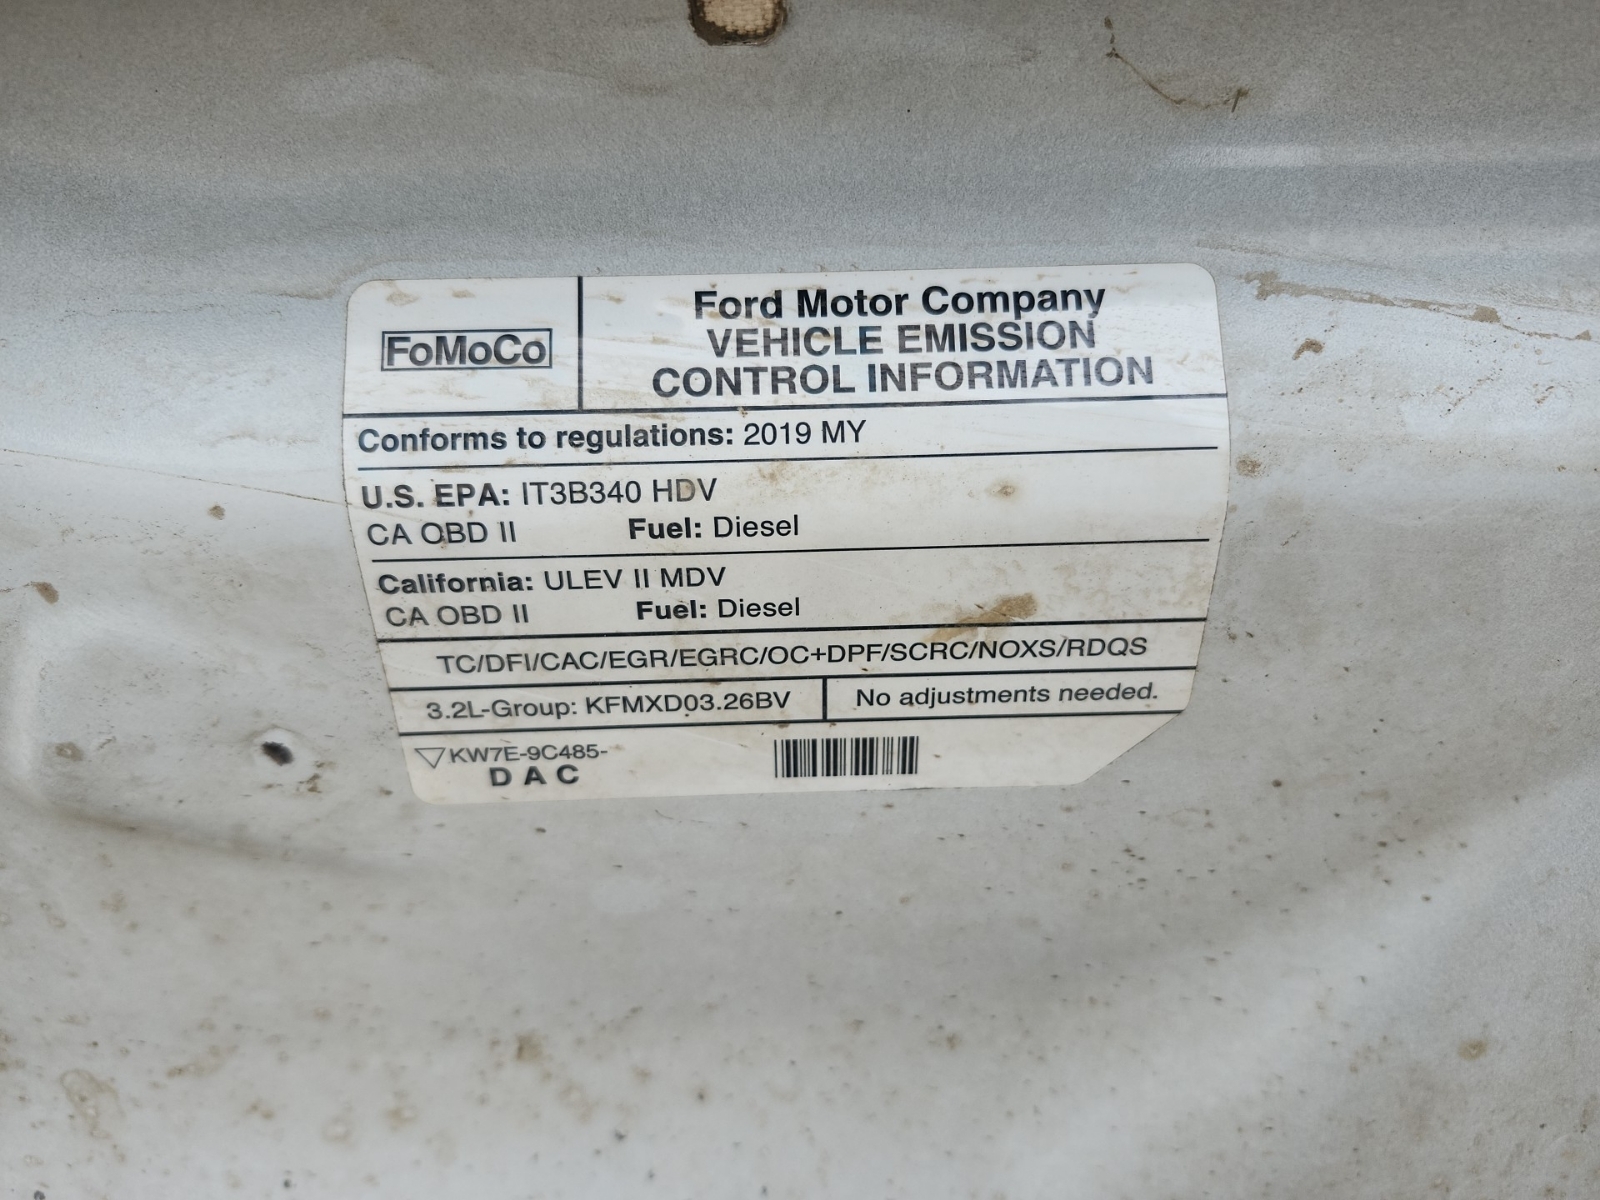 FoMoCo
Ford Motor Company
VEHICLE EMISSION
CONTROL INFORMATION
Conforms to regulations: 2019 MY
U.S. EPA: IT3B340 HDV
CA OBD II Fuel: Diesel
California: ULEV II MDV
CA OBD II Fuel: Diesel
TC/DFI/CAC/EGR/EGRC/OC+DPF/SCRC/NOXS/RDQS
3.2L-Group: KFMXD03.26BV No adjustments needed.
KW7E-9C485-
D A C